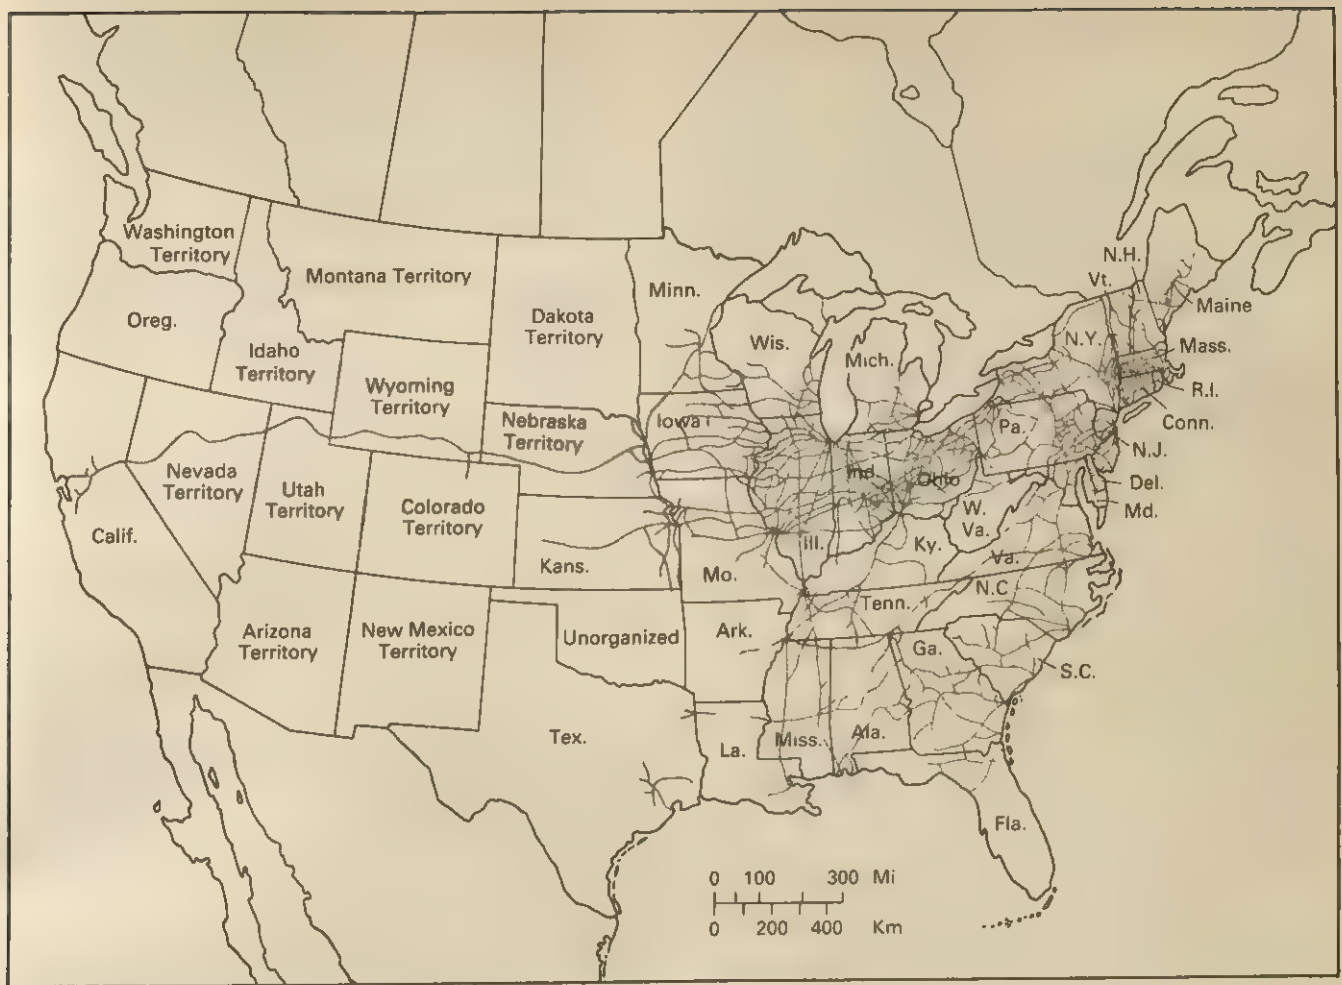 Washington
Territory
Montana Territory
Oreg.
Idaho
Territory
Wyoming
Territory
Dakota
Territory
Nebraska
Territory
Minn.
Wis.
Mich.
Iowa
N.H.
Vt.
Maine
N.Y.
Mass.
R.I.
Conn.
Pa.
N.J.
Del.
Md.
Nevada
Territory
Utah
Territory
Colorado
Territory
Calif.
Kans.
Mo.
Ill.
Ind.
Ohio
W.
Va.
Ky.
Va.
N.C
Tenn.
Arizona
Territory
New Mexico
Territory
Unorganized
Ark.
Ga.
S.C.
Tex.
La.
Miss.
Ala.
Fla.
0 100 300 Mi
0 200 400 Km